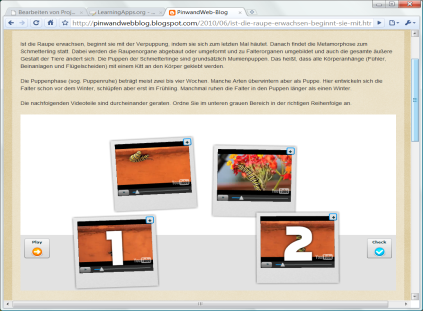 Bearbeiten von Proj
LearningApps.org
PinwandWeb-Blog
http://pinwandwebblog.blogspot.com/2010/06/ist-die-raupe-erwachsen-beginnt-sie-mit.htm
Ist die Raupe erwachsen, beginnt sie mit der Verpuppung, indem sie sich zum letzten Mal häutet. Danach findet die Metamorphose zum
Schmetterling statt. Dabei werden die Raupenorgane abgebaut oder umgeformt und zu Falterorganen umgebildet und auch die gesamte äußere
Gestalt der Tiere ändert sich. Die Puppen der Schmetterlinge sind grundsätzlich Mumienpuppen. Das heißt, dass alle Körperanhänge (Fühler,
Beinanlagen und Flügelscheiden) mit einem Kitt an den Körper geklebt werden.
Die Puppenphase (sog. Puppenruhe) beträgt meist zwei bis vier Wochen. Manche Arten überwintern aber als Puppe. Hier entwickeln sich die
Falter schon vor dem Winter, schlüpfen aber erst im Frühling. Manchmal ruhen die Falter in den Puppen länger als einen Winter.
Die nachfolgenden Videoteile sind durcheinander geraten. Ordne Sie im unteren grauen Bereich in der richtigen Reihenfolge an.
Play
1
2
Check